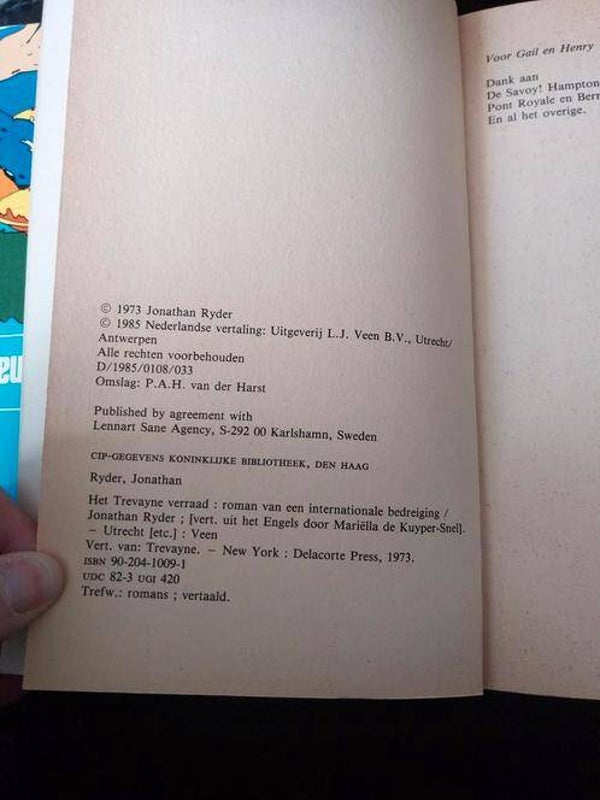 © 1973 Jonathan Ryder
© 1985 Nederlandse vertaling: Uitgeverij L.J. Veen B.V., Utrecht/
Antwerpen
Alle rechten voorbehouden
D/1985/0108/033
Omslag: P.A.H. van der Harst
Published by agreement with
Lennart Sane Agency, S-292 00 Karlshamn, Sweden
CIP-GEGEVENS KONINKLIJKE BIBLIOTHEEK, DEN HAAG
Ryder, Jonathan
Het Trevayne verraad : roman van een internationale bedreiging /
Jonathan Ryder ; [vert. uit het Engels door Mariëlla de Kuyper-Snel].
– Utrecht [etc.] : Veen
Vert. van: Trevayne. – New York : Delacorte Press, 1973.
ISBN 90-204-1009-1
UDC 82-3 UGI 420
Trefw.: romans ; vertaald.
Voor Gail en Henry
Dank aan
De Savoy! Hampton
Pont Royale en Ber
En al het overige.